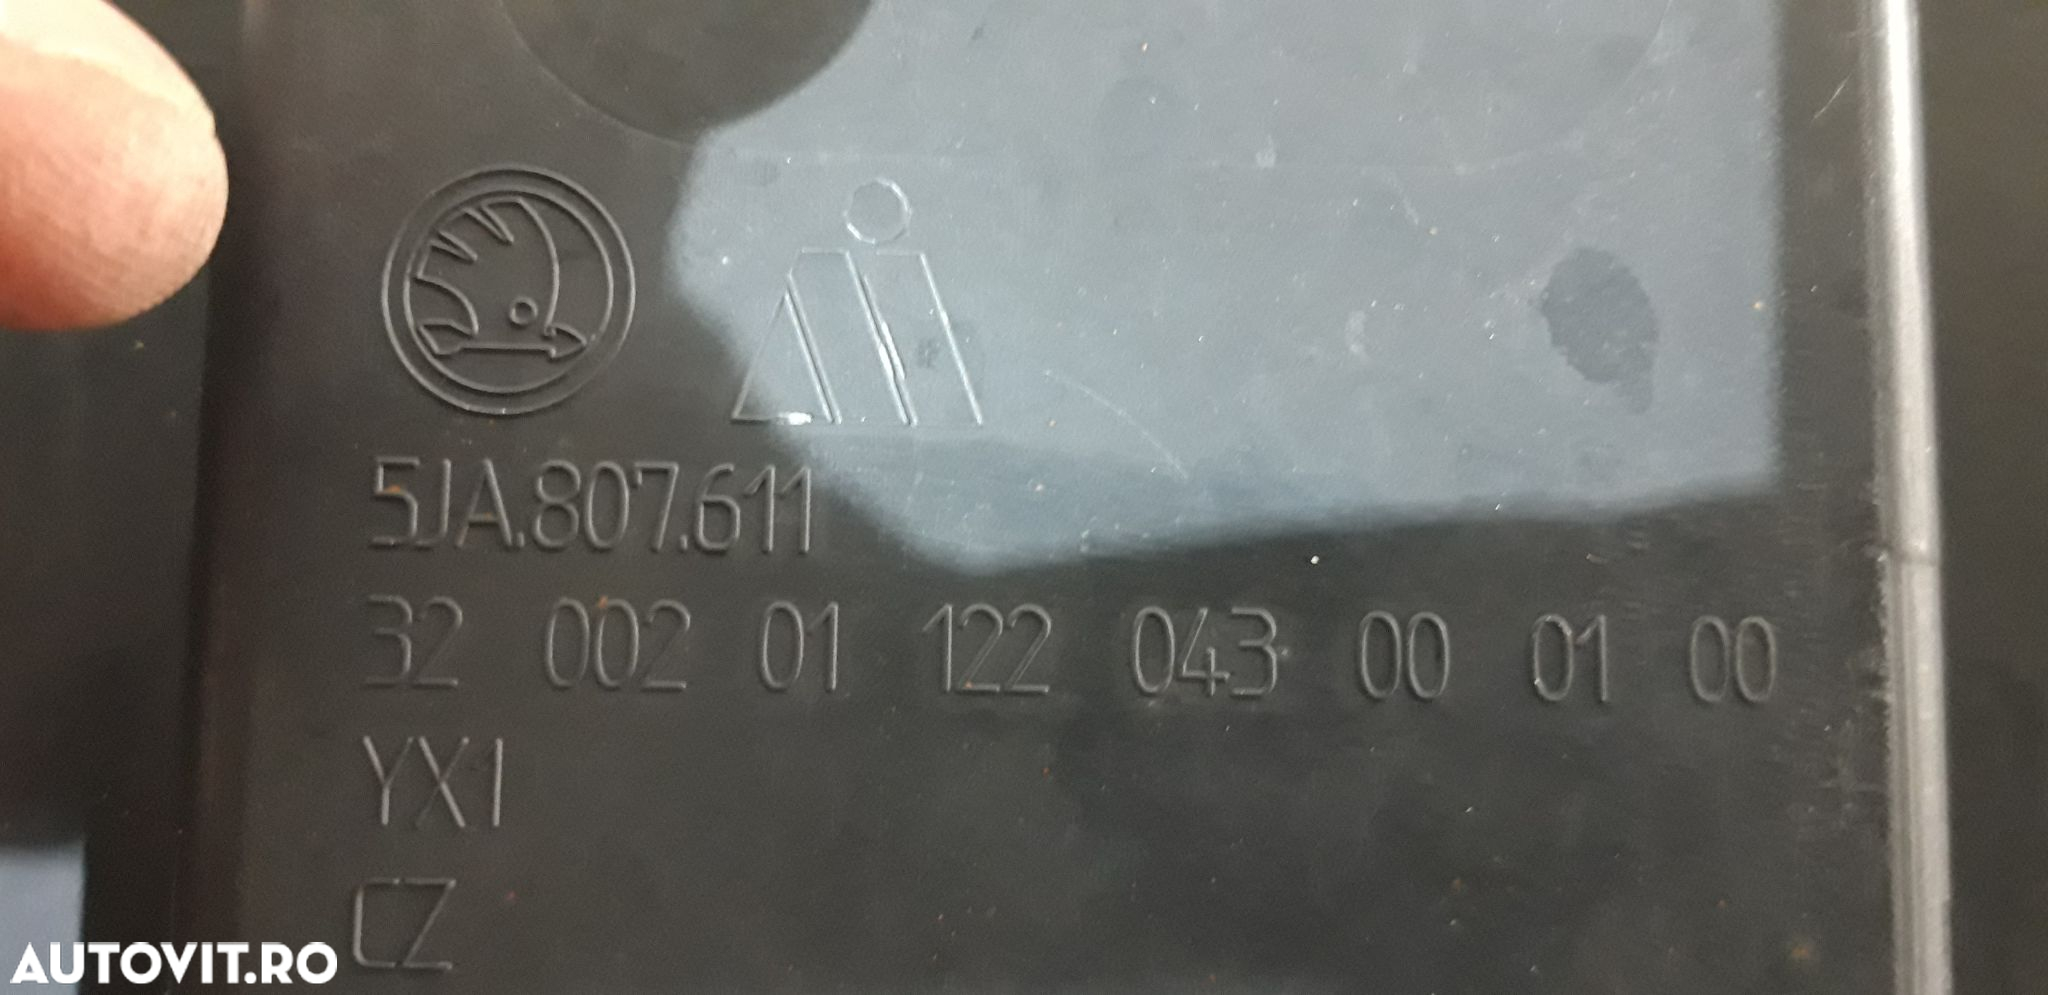 5JA.807.611
32 002 01 122 043 00 01 00
YX1
CZ
AUTOVIT.RO